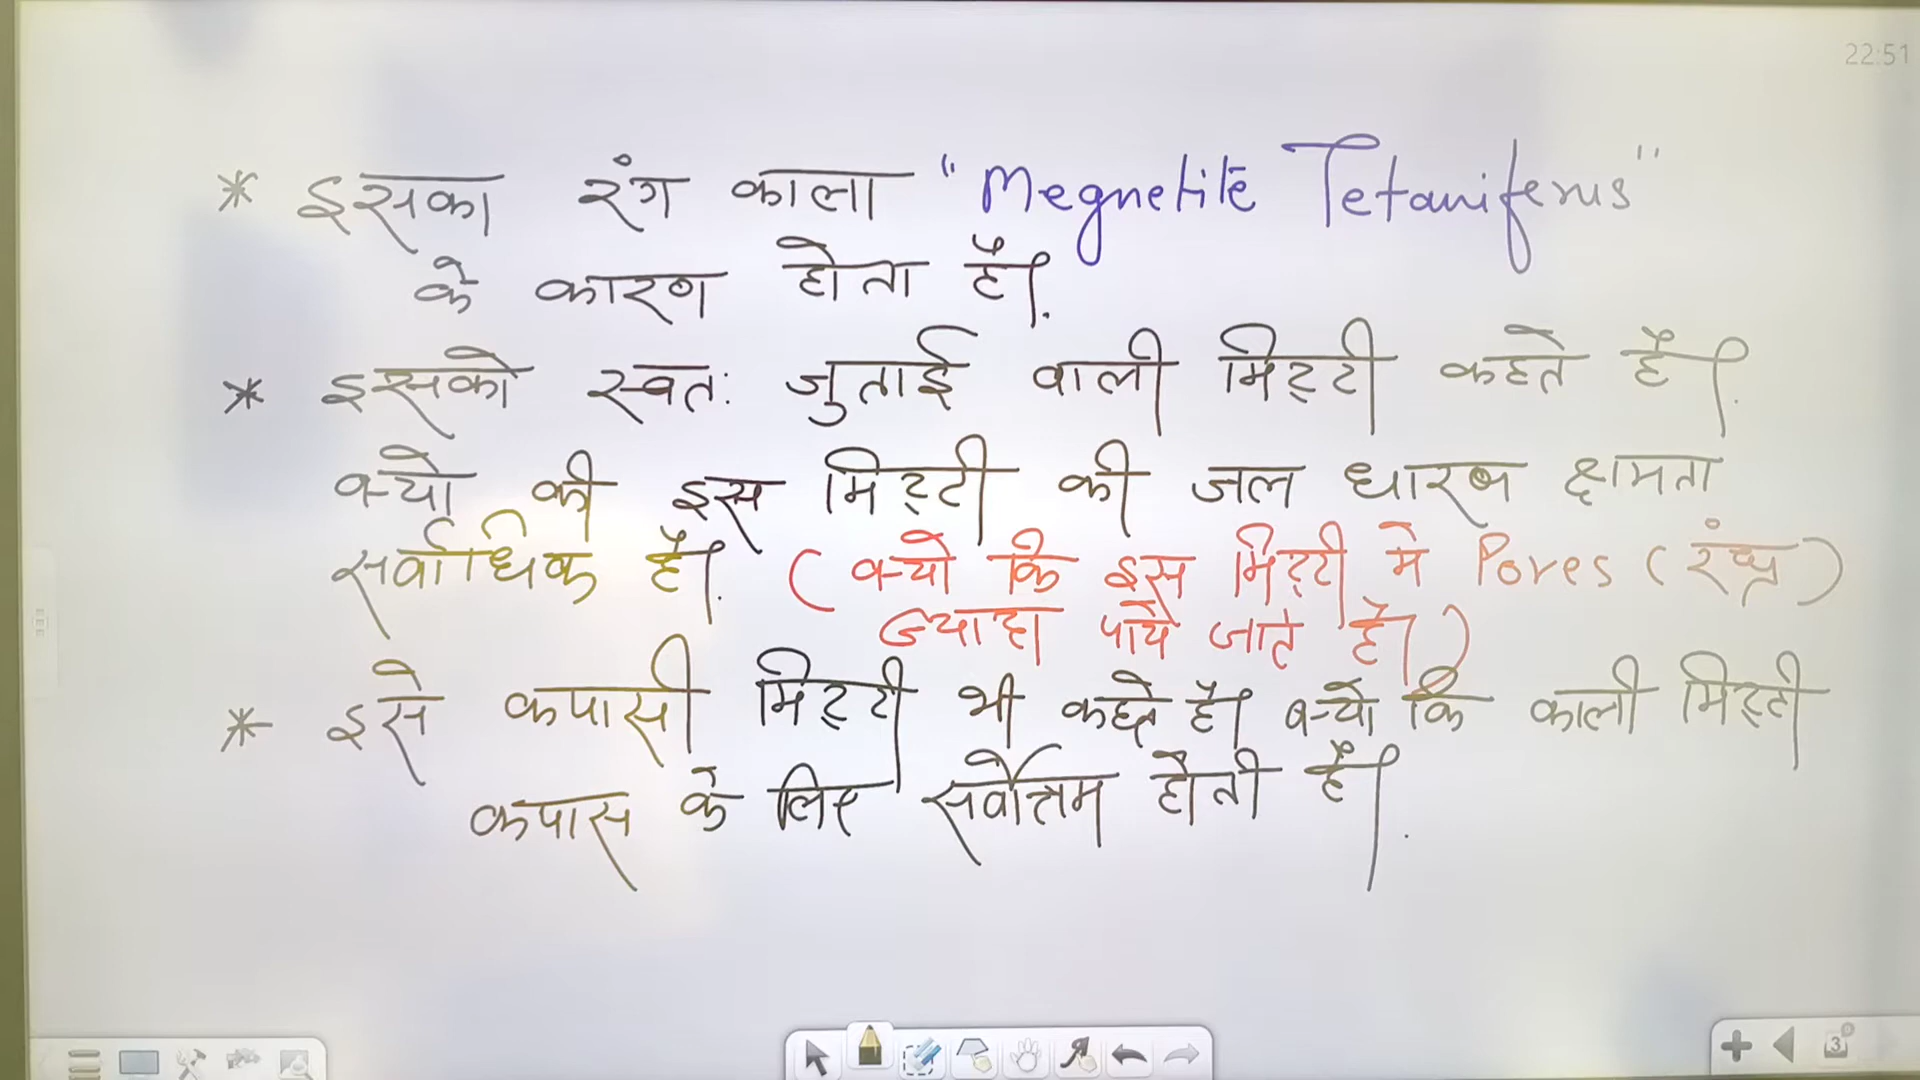 22:51
* इसका रंग काला "Megnetite Tetaniferus"
के कारण होता है।
* इसको स्वत: जुताई वाली मिट्टी कहते है।
क्यो की इस मिट्टी की जल धारण क्षमता
सर्वाधिक है। (क्यो कि इस मिट्टी मे Pores (रंध्र)
ज्यादा पाये जाते है।)
* इसे कपासी मिट्टी भी कहते है। क्यो कि काली मिट्टी
कपास के लिए सर्वोत्तम होती है।
3